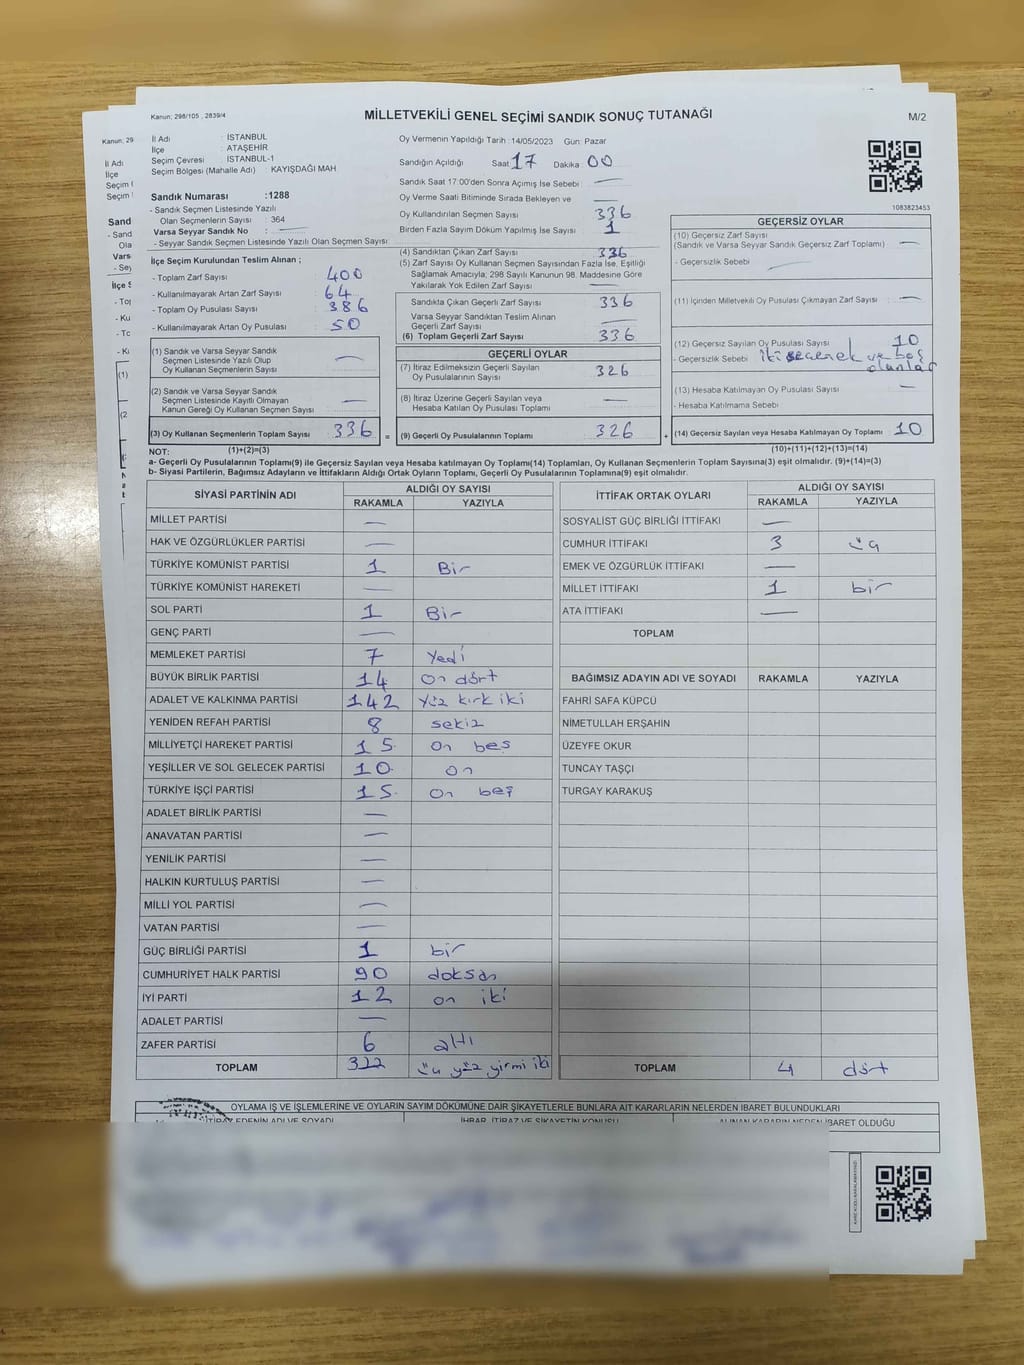 Kanun; 298/105 , 2839/4
MİLLETVEKİLİ GENEL SEÇİMİ SANDIK SONUÇ TUTANAĞI
M/2
Kanun; 29
İl Adı : İSTANBUL
İlçe : ATAŞEHİR
Seçim Çevresi : İSTANBUL-1
Seçim Bölgesi (Mahalle Adı) : KAYIŞDAĞI MAH
Oy Vermenin Yapıldığı Tarih : 14/05/2023 Gün: Pazar
Sandığın Açıldığı Saat 17 Dakika 00
Sandık Saat 17:00'den Sonra Açımış İse Sebebi : —
Oy Verme Saati Bitiminde Sırada Bekleyen ve
Oy Kullandırılan Seçmen Sayısı 336
Birden Fazla Sayım Döküm Yapılmış İse Sayısı 1
1083823453
Sandık Numarası :1288
- Sandık Seçmen Listesinde Yazılı
Olan Seçmenlerin Sayısı : 364
Varsa Seyyar Sandık No : —
- Seyyar Sandık Seçmen Listesinde Yazılı Olan Seçmen Sayısı:
İlçe Seçim Kurulundan Teslim Alınan ;
- Toplam Zarf Sayısı : 400
- Kullanılmayarak Artan Zarf Sayısı : 64
- Toplam Oy Pusulası Sayısı : 386
- Kullanılmayarak Artan Oy Pusulası : 50
(1) Sandık ve Varsa Seyyar Sandık
Seçmen Listesinde Yazılı Olup
Oy Kullanan Seçmenlerin Sayısı : —
(2) Sandık ve Varsa Seyyar Sandık
Seçmen Listesinde Kayıtlı Olmayan
Kanun Gereği Oy Kullanan Seçmen Sayısı : —
(3) Oy Kullanan Seçmenlerin Toplam Sayısı : 336
(1)+(2)=(3)
(4) Sandıktan Çıkan Zarf Sayısı : 336
(5) Zarf Sayısı Oy Kullanan Seçmen Sayısından Fazla İse, Eşitliği
Sağlamak Amacıyla; 298 Sayılı Kanunun 98. Maddesine Göre
Yakılarak Yok Edilen Zarf Sayısı : —
Sandıkta Çıkan Geçerli Zarf Sayısı : 336
Varsa Seyyar Sandıktan Teslim Alınan
Geçerli Zarf Sayısı : —
(6) Toplam Geçerli Zarf Sayısı : 336
GEÇERLİ OYLAR
(7) İtiraz Edilmeksizin Geçerli Sayılan
Oy Pusulasının Sayısı : 326
(8) İtiraz Üzerine Geçerli Sayılan veya
Hesaba Katılan Oy Pusulası Toplamı : —
= (9) Geçerli Oy Pusulalarının Toplamı : 326
GEÇERSİZ OYLAR
(10) Geçersiz Zarf Sayısı
(Sandık ve Varsa Seyyar Sandık Geçersiz Zarf Toplamı) : —
- Geçersizlik Sebebi : —
(11) İçinden Milletvekili Oy Pusulası Çıkmayan Zarf Sayısı : —
(12) Geçersiz Sayılan Oy Pusulası Sayısı : 10
- Geçersizlik Sebebi : iki seçenek ve boş
olanlar
(13) Hesaba Katılmayan Oy Pusulası Sayısı : —
- Hesaba Katılmama Sebebi :
+ (14) Geçersiz Sayılan veya Hesaba Katılmayan Oy Toplamı : 10
(10)+(11)+(12)+(13)=(14)
NOT:
a- Geçerli Oy Pusulalarının Toplamı(9) ile Geçersiz Sayılan veya Hesaba katılmayan Oy Toplamı(14) Toplamları, Oy Kullanan Seçmenlerin Toplam Sayısına(3) eşit olmalıdır. (9)+(14)=(3)
b- Siyasi Partilerin, Bağımsız Adayların ve İttifakların Aldığı Ortak Oyların Toplamı, Geçerli Oy Pusulalarının Toplamına(9) eşit olmalıdır.
SİYASİ PARTİNİN ADI ALDIĞI OY SAYISI
RAKAMLA YAZIYLA
MİLLET PARTİSİ —
HAK VE ÖZGÜRLÜKLER PARTİSİ —
TÜRKİYE KOMÜNİST PARTİSİ 1 Bir
TÜRKİYE KOMÜNİST HAREKETİ —
SOL PARTİ 1 Bir
GENÇ PARTİ —
MEMLEKET PARTİSİ 7 Yedi
BÜYÜK BİRLİK PARTİSİ 14 On dört
ADALET VE KALKINMA PARTİSİ 142 Yüz kırk iki
YENİDEN REFAH PARTİSİ 8 sekiz
MİLLİYETÇİ HAREKET PARTİSİ 15. on beş
YEŞİLLER VE SOL GELECEK PARTİSİ 10. on
TÜRKİYE İŞÇİ PARTİSİ 15. on beş
ADALET BİRLİK PARTİSİ —
ANAVATAN PARTİSİ —
YENİLİK PARTİSİ —
HALKIN KURTULUŞ PARTİSİ —
MİLLİ YOL PARTİSİ —
VATAN PARTİSİ —
GÜÇ BİRLİĞİ PARTİSİ 1 bir
CUMHURİYET HALK PARTİSİ 90 doksan
İYİ PARTİ 12 on iki
ADALET PARTİSİ —
ZAFER PARTİSİ 6 altı
TOPLAM 322 üç yüz yirmi iki
İTTİFAK ORTAK OYLARI ALDIĞI OY SAYISI
RAKAMLA YAZIYLA
SOSYALİST GÜÇ BİRLİĞİ İTTİFAKI —
CUMHUR İTTİFAKI 3 üç
EMEK VE ÖZGÜRLÜK İTTİFAKI —
MİLLET İTTİFAKI 1 bir
ATA İTTİFAKI —
TOPLAM
BAĞIMSIZ ADAYIN ADI VE SOYADI RAKAMLA YAZIYLA
FAHRİ SAFA KÜPCÜ
NİMETULLAH ERŞAHİN
ÜZEYFE OKUR
TUNCAY TAŞÇI
TURGAY KARAKUŞ
TOPLAM 4 dört
OYLAMA İŞ VE İŞLEMLERİNE VE OYLARIN SAYIM DÖKÜMÜNE DAİR ŞİKAYETLERLE BUNLARA AİT KARARLARIN NELERDEN İBARET BULUNDUKLARI
İTİRAZ EDENİN ADI VE SOYADI İHBAR, İTİRAZ VE ŞİKAYETİN KONUSU ALINAN KARARIN NEDEN İBARET OLDUĞU